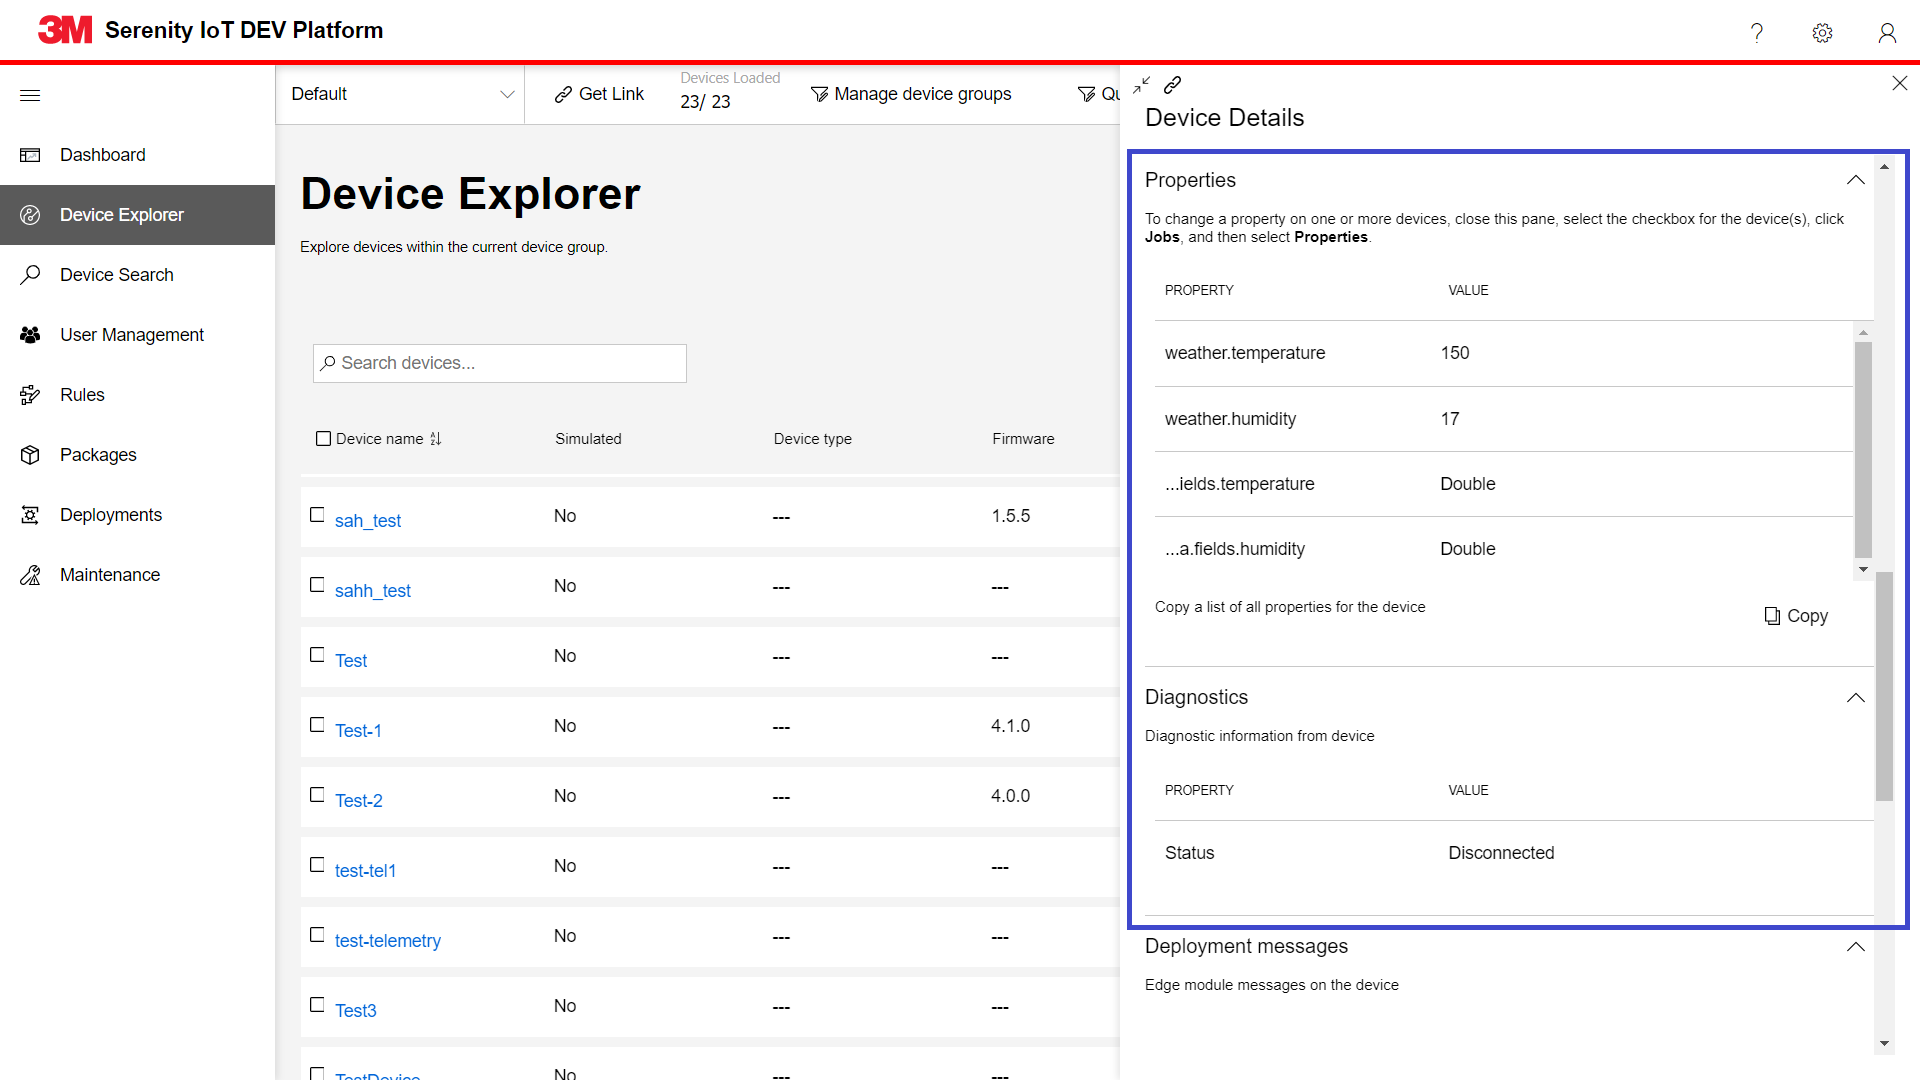 3M Serenity IoT DEV Platform
?
Dashboard
Device Explorer
Device Search
User Management
Rules
Packages
Deployments
Maintenance
Default
Get Link
Devices Loaded
23/ 23
Manage device groups
Device Explorer
Explore devices within the current device group.
Search devices...
Device name Simulated Device type Firmware
sah_test No --- 1.5.5
sahh_test No --- ---
Test No --- ---
Test-1 No --- 4.1.0
Test-2 No --- 4.0.0
test-tel1 No --- ---
test-telemetry No --- ---
Test3 No --- ---
TestDevice No --- ---
Device Details
Properties
To change a property on one or more devices, close this pane, select the checkbox for the device(s), click
Jobs, and then select Properties.
PROPERTY VALUE
weather.temperature 150
weather.humidity 17
...ields.temperature Double
...a.fields.humidity Double
Copy a list of all properties for the device
Copy
Diagnostics
Diagnostic information from device
PROPERTY VALUE
Status Disconnected
Deployment messages
Edge module messages on the device